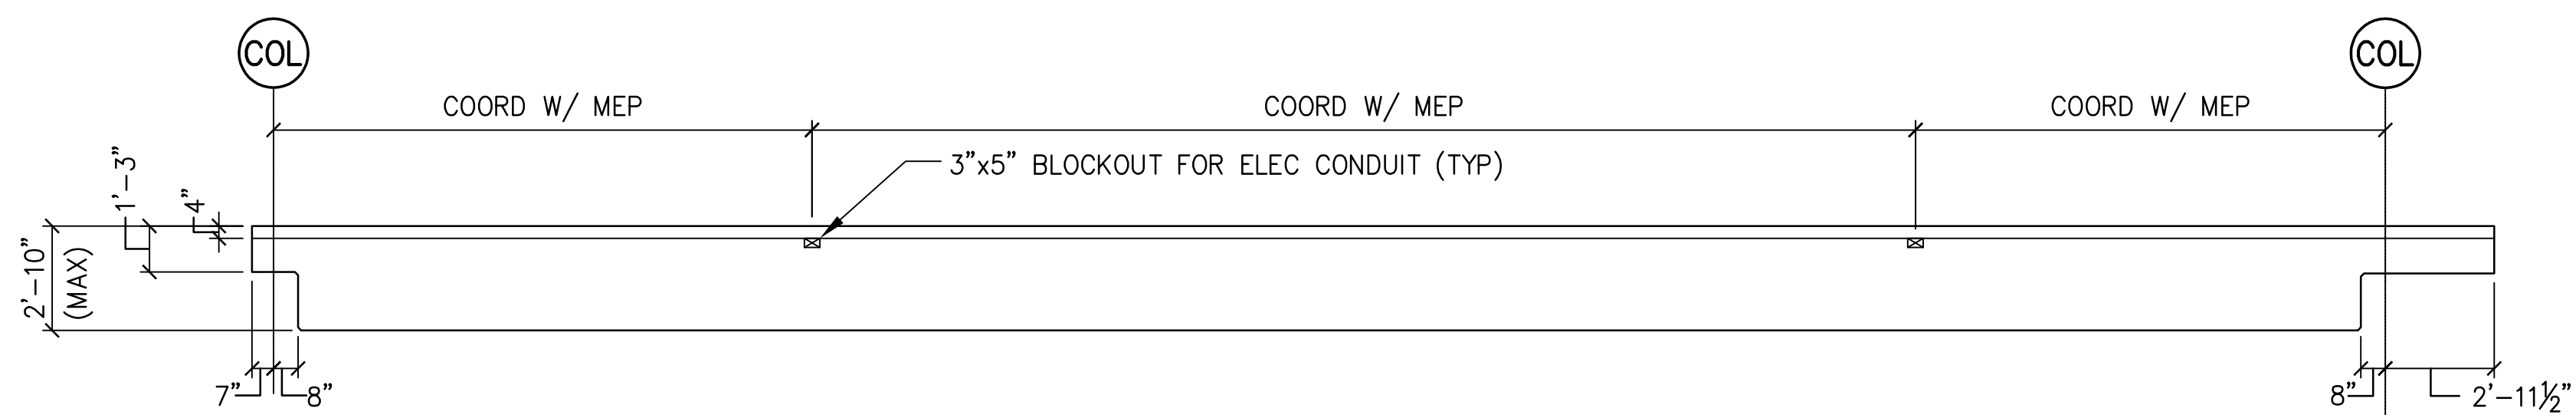 COL
COL
COORD W/ MEP
COORD W/ MEP
COORD W/ MEP
3"x5" BLOCKOUT FOR ELEC CONDUIT (TYP)
1'-3"
4"
2'-10"
(MAX)
7"
8"
8"
2'-11½"